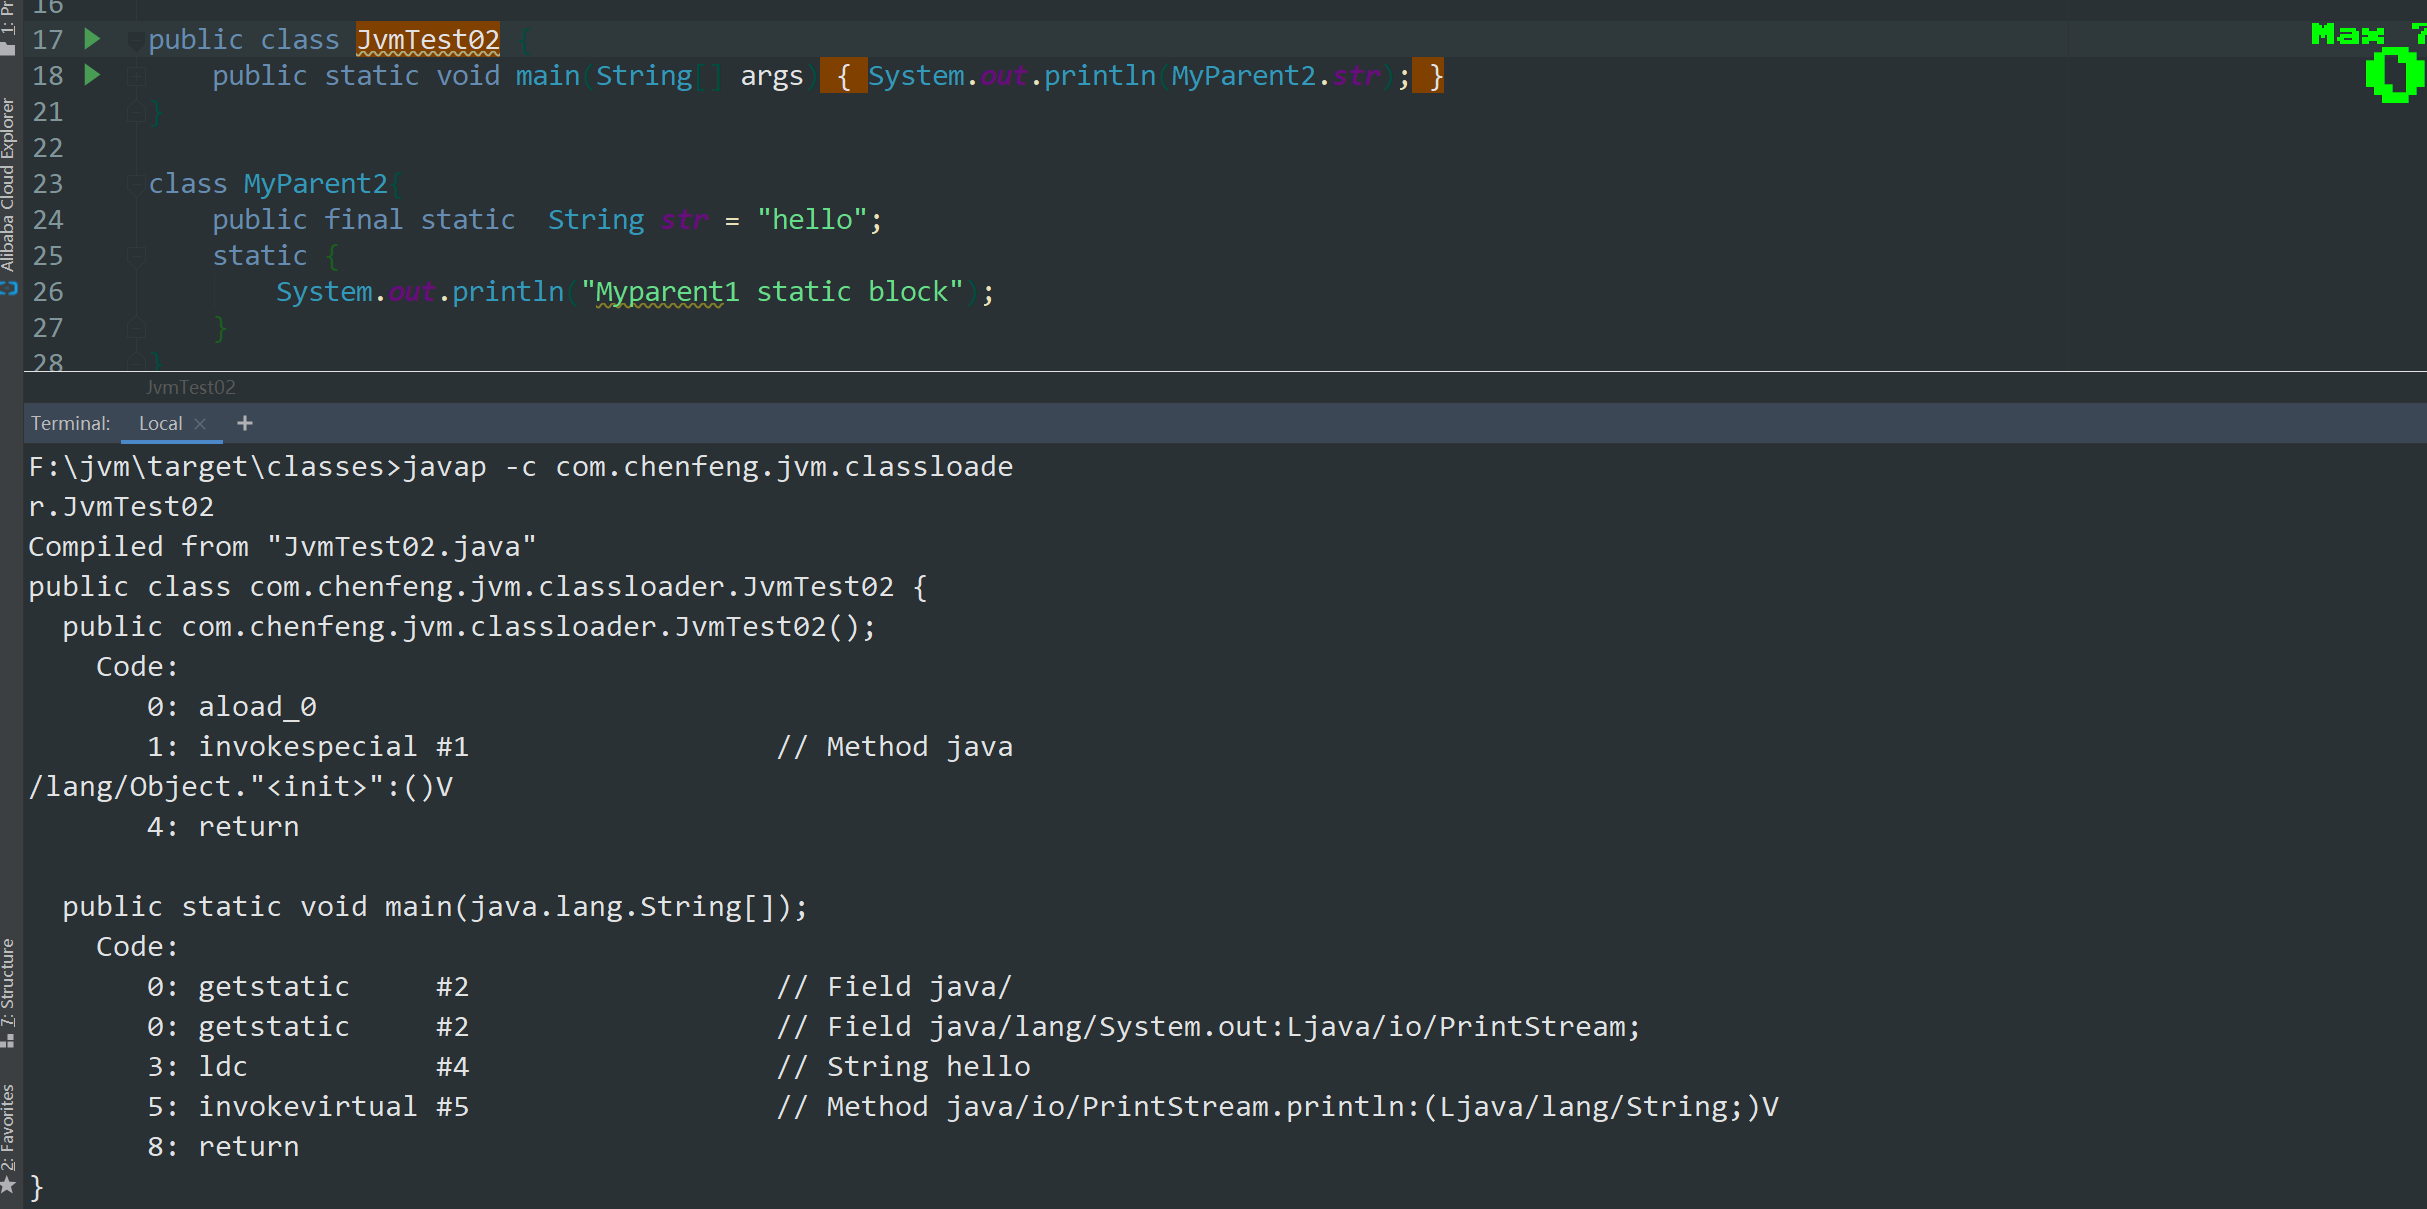 16
17 public class JvmTest02 {
18 public static void main(String[] args) { System.out.println(MyParent2.str); }
21 }
22
23 class MyParent2{
24 public final static  String str = "hello";
25 static {
26 System.out.println("Myparent1 static block");
27 }
28 }
Max
0
Alibaba Cloud Explorer
7: Structure
2: Favorites
JvmTest02
Terminal: Local × +
F:\jvm\target\classes>javap -c com.chenfeng.jvm.classloade
r.JvmTest02
Compiled from "JvmTest02.java"
public class com.chenfeng.jvm.classloader.JvmTest02 {
  public com.chenfeng.jvm.classloader.JvmTest02();
    Code:
       0: aload_0
       1: invokespecial #1                  // Method java
/lang/Object."<init>":()V
       4: return
  public static void main(java.lang.String[]);
    Code:
       0: getstatic     #2                  // Field java/
       0: getstatic     #2                  // Field java/lang/System.out:Ljava/io/PrintStream;
       3: ldc           #4                  // String hello
       5: invokevirtual #5                  // Method java/io/PrintStream.println:(Ljava/lang/String;)V
       8: return
}